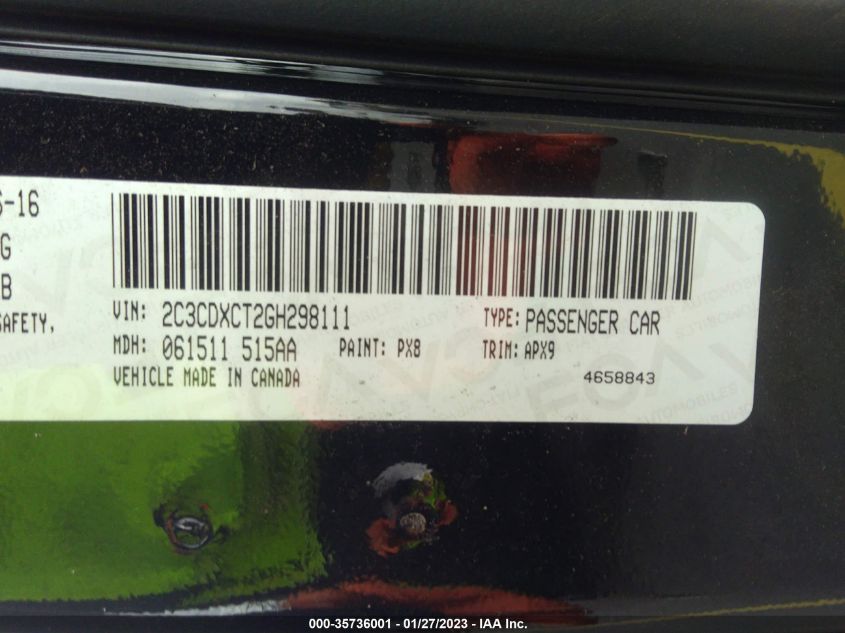 6-16
G
B
SAFETY,
VIN: 2C3CDXCT2GH298111 TYPE: PASSENGER CAR
MDH: 061511 515AA PAINT: PX8 TRIM: APX9
VEHICLE MADE IN CANADA 4658843
000-35736001 - 01/27/2023 - IAA Inc.